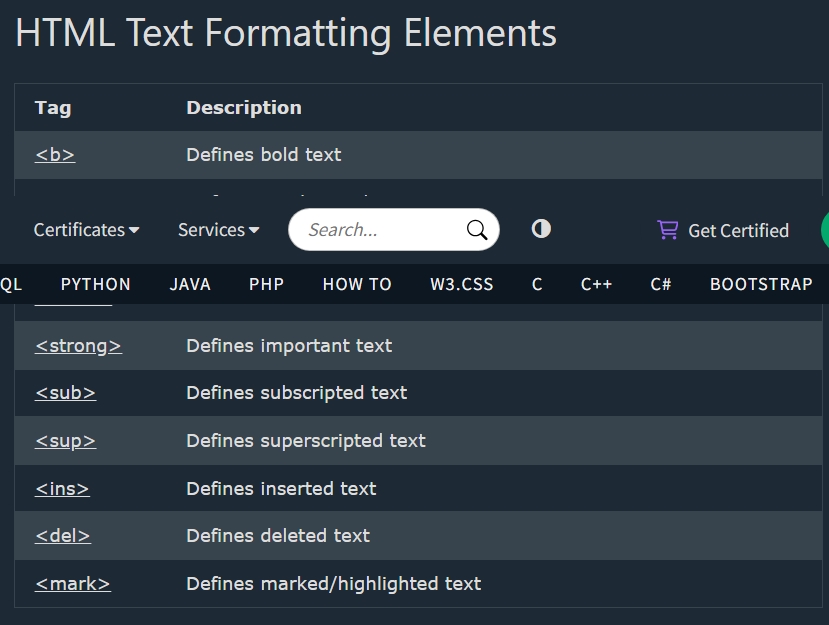 HTML Text Formatting Elements
Tag Description
<b> Defines bold text
Certificates Services Search... Get Certified
QL PYTHON JAVA PHP HOW TO W3.CSS C C++ C# BOOTSTRAP
<strong> Defines important text
<sub> Defines subscripted text
<sup> Defines superscripted text
<ins> Defines inserted text
<del> Defines deleted text
<mark> Defines marked/highlighted text